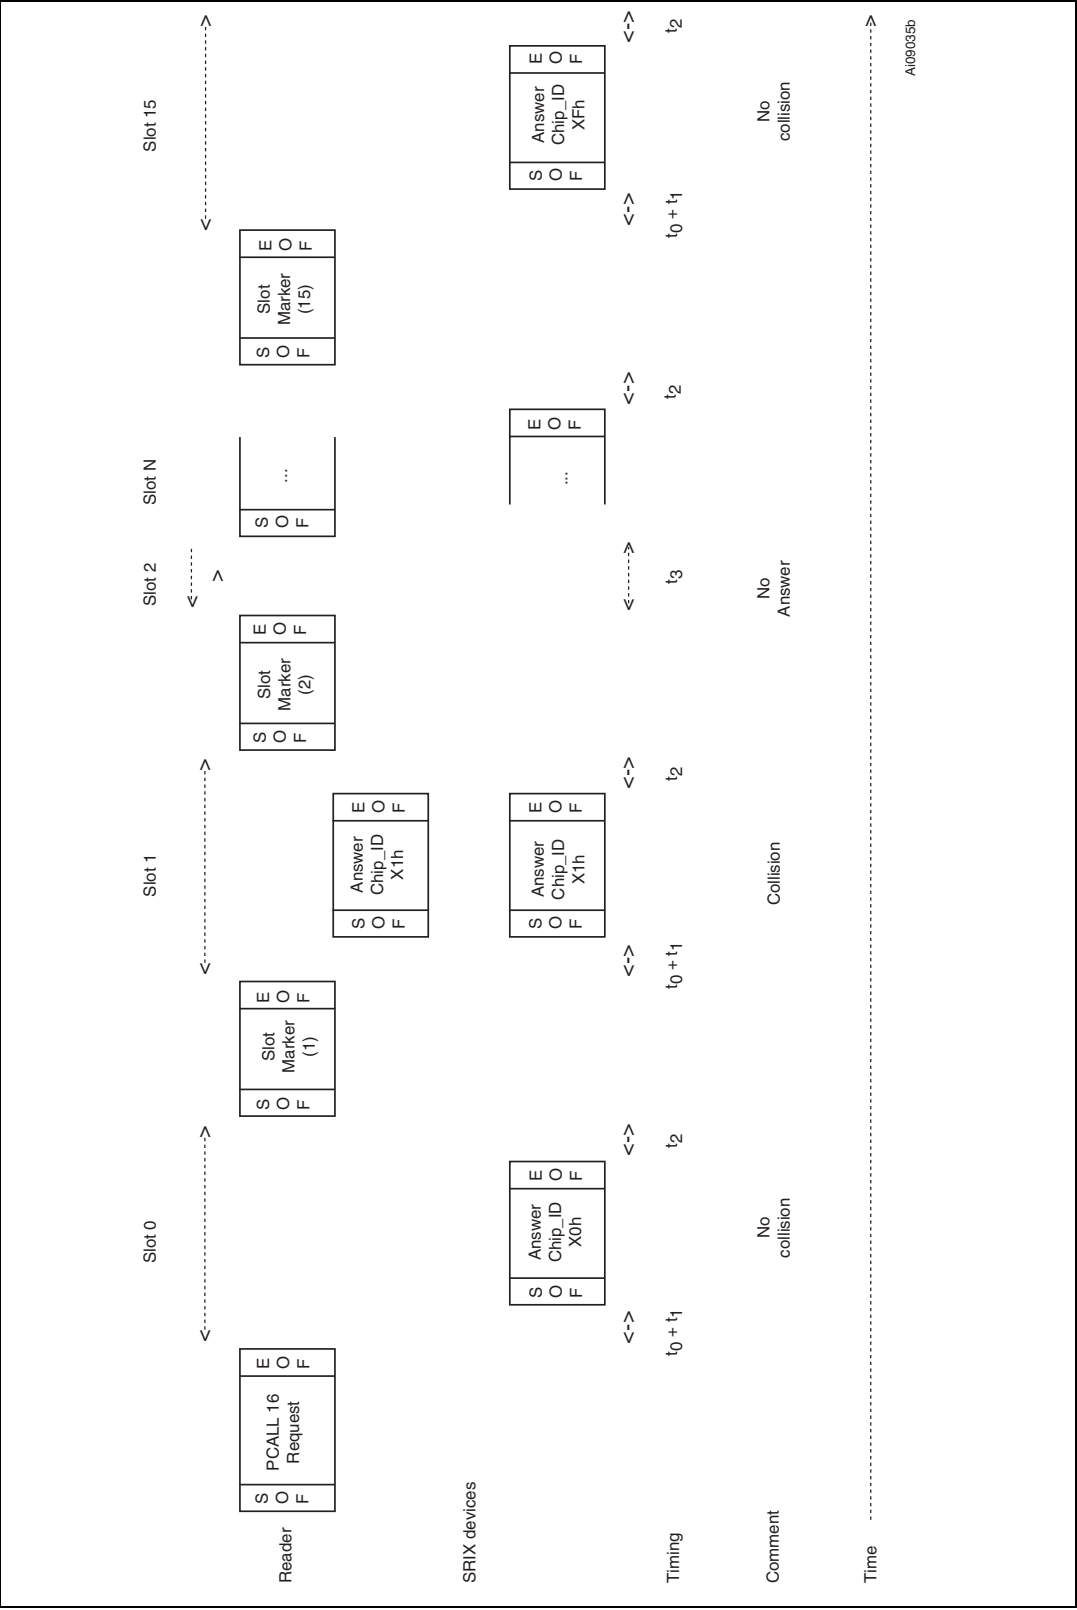 Slot 0
Slot 1
Slot 2
Slot N
Slot 15
<------------------>
<------------------>
<----
>
<------------------>
Reader
S
O
F
PCALL 16
Request
E
O
F
S
O
F
Slot
Marker
(1)
E
O
F
S
O
F
Slot
Marker
(2)
E
O
F
S
O
F
...
S
O
F
Slot
Marker
(15)
E
O
F
S
O
F
Answer
Chip_ID
X1h
E
O
F
SRIX devices
S
O
F
Answer
Chip_ID
X0h
E
O
F
S
O
F
Answer
Chip_ID
X1h
E
O
F
...
E
O
F
S
O
F
Answer
Chip_ID
XFh
E
O
F
<-> <-> <-> <-> <----> <-> <-> <->
Timing t0 + t1 t2 t0 + t1 t2 t3 t2 t0 + t1 t2
Comment
No
collision
Collision
No
Answer
No
collision
Time
Ai09035b